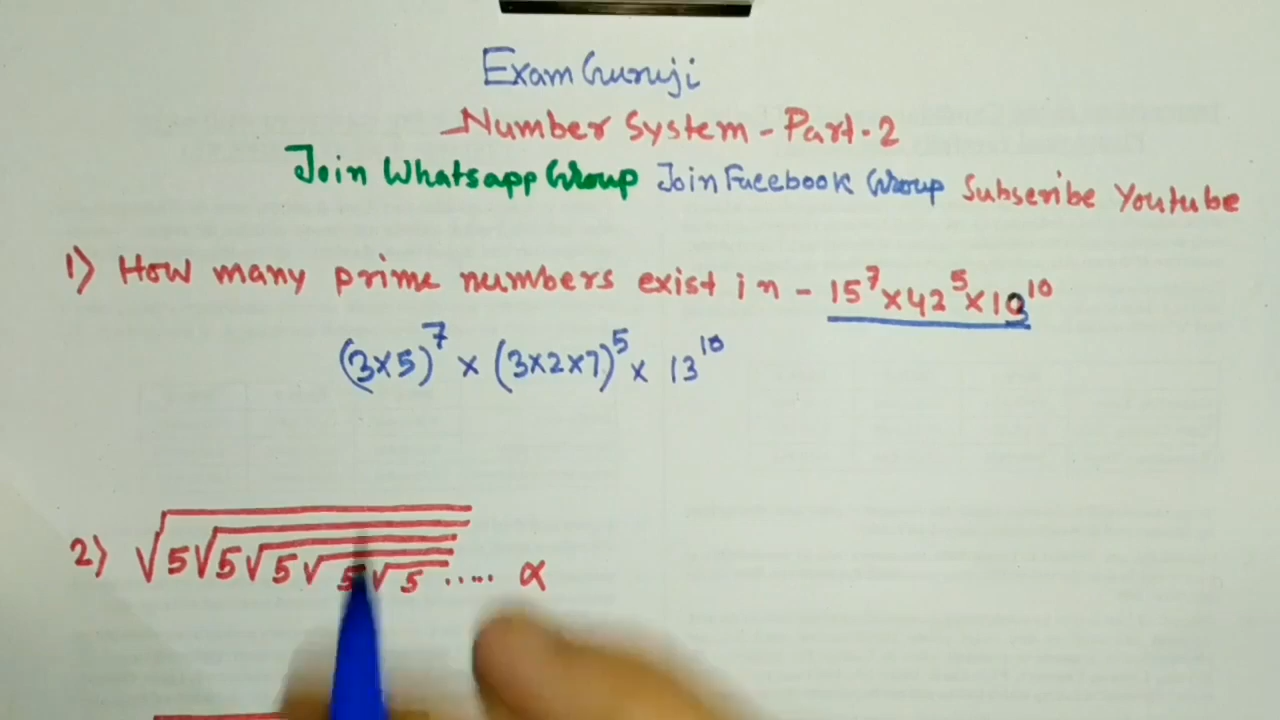 Exam Guruji
Number System - Part - 2
Join Whatsapp Group Join Facebook Group Subscribe Youtube
1) How many prime numbers exist in - 15⁷×42⁵×13¹⁰
(3×5)⁷ × (3×2×7)⁵ × 13¹⁰
2) √5√5√5√5√5 ..... α